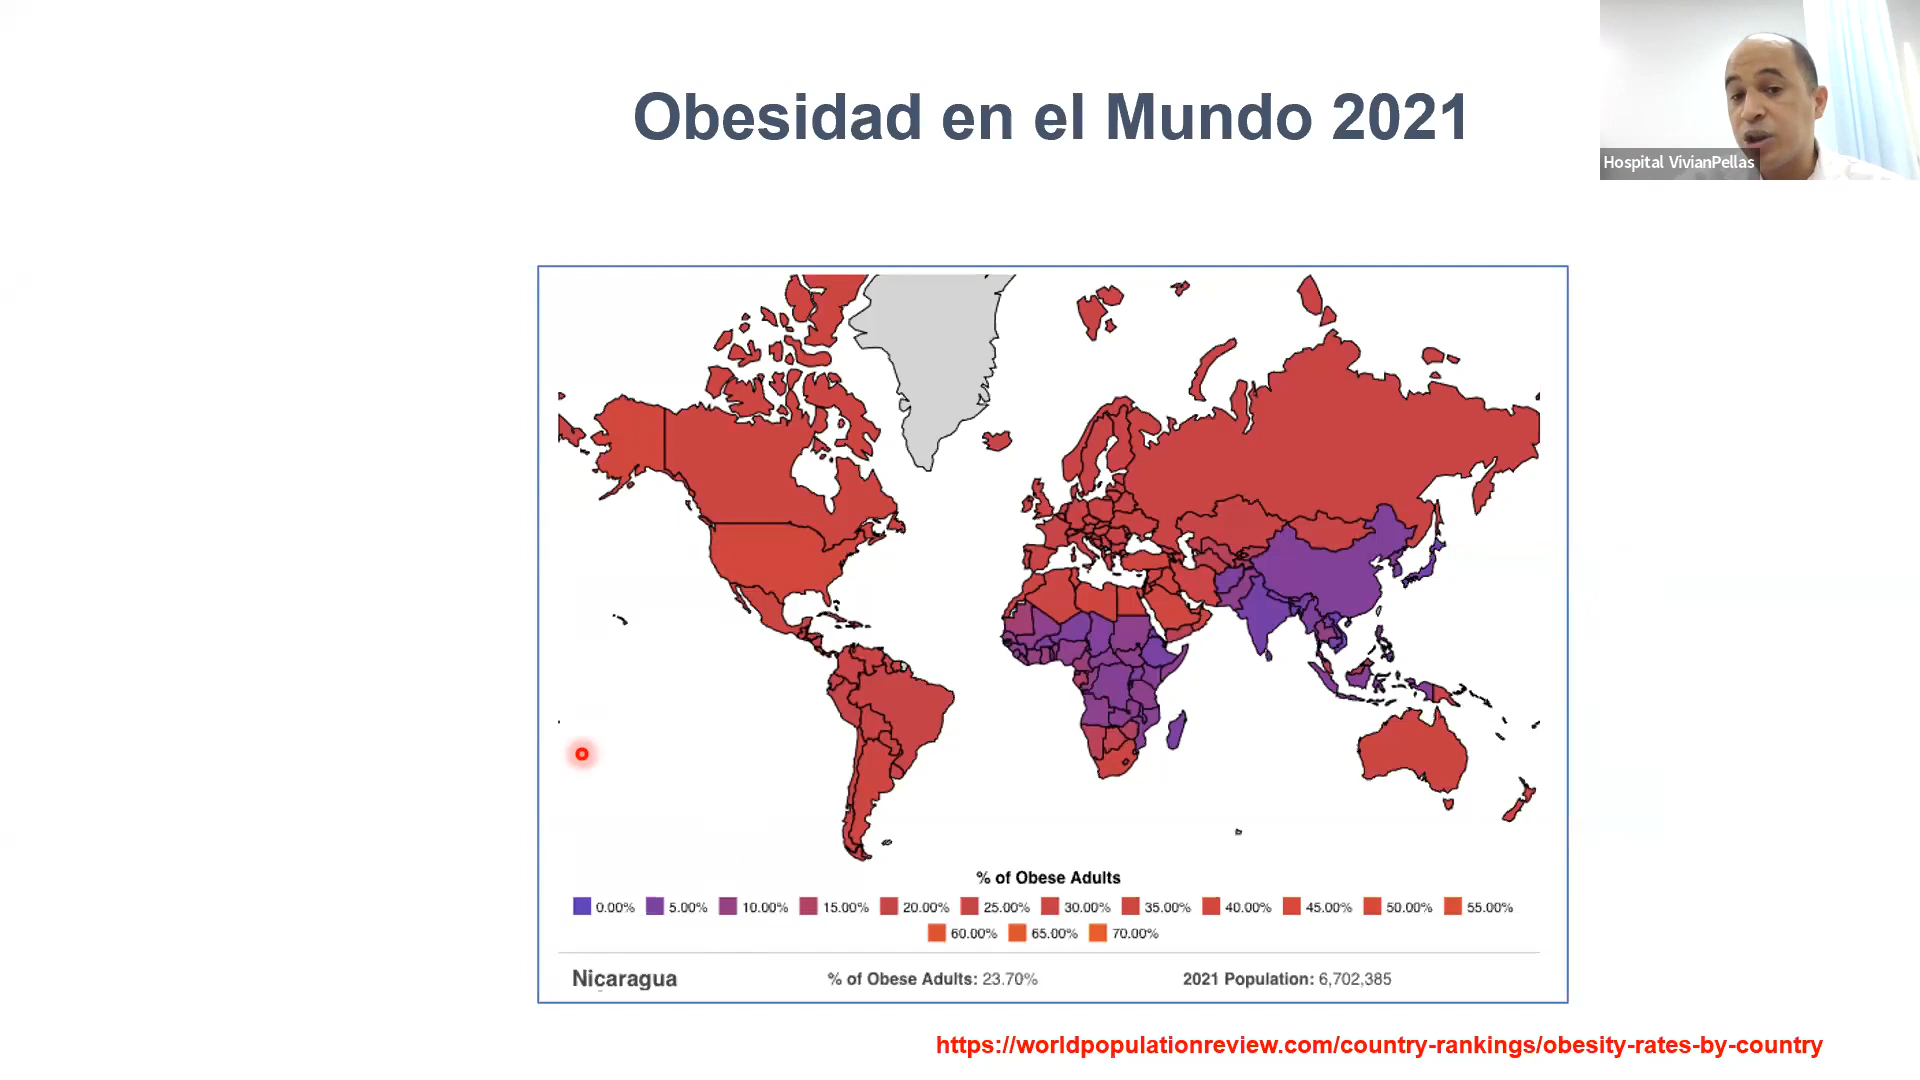 Obesidad en el Mundo 2021
Hospital VivianPellas
% of Obese Adults
0.00% 5.00% 10.00% 15.00% 20.00% 25.00% 30.00% 35.00% 40.00% 45.00% 50.00% 55.00%
60.00% 65.00% 70.00%
Nicaragua % of Obese Adults: 23.70% 2021 Population: 6,702,385
https://worldpopulationreview.com/country-rankings/obesity-rates-by-country